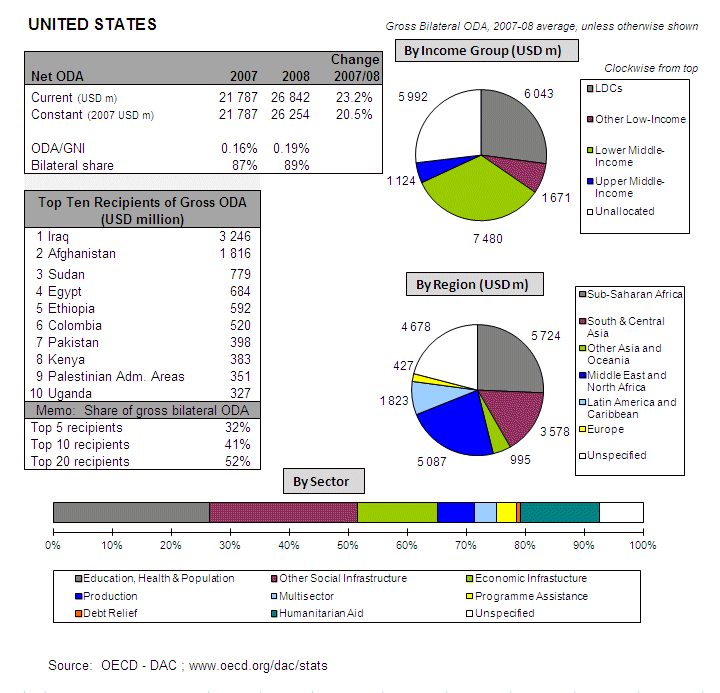 UNITED STATES
Gross Bilateral ODA, 2007-08 average, unless otherwise shown
Change
Net ODA 2007 2008 2007/08
Current (USD m) 21 787 26 842 23.2%
Constant (2007 USD m) 21 787 26 254 20.5%
ODA/GNI 0.16% 0.19%
Bilateral share 87% 89%
By Income Group (USD m)
Clockwise from top
5 992
6 043
1 124
1 671
7 480
LDCs
Other Low-Income
Lower Middle-
Income
Upper Middle-
Income
Unallocated
Top Ten Recipients of Gross ODA
(USD million)
1 Iraq 3 246
2 Afghanistan 1 816
3 Sudan 779
4 Egypt 684
5 Ethiopia 592
6 Colombia 520
7 Pakistan 398
8 Kenya 383
9 Palestinian Adm. Areas 351
10 Uganda 327
Memo: Share of gross bilateral ODA
Top 5 recipients 32%
Top 10 recipients 41%
Top 20 recipients 52%
By Region (USD m)
4 678
5 724
427
1 823
3 578
5 087
995
Sub-Saharan Africa
South & Central
Asia
Other Asia and
Oceania
Middle East and
North Africa
Latin America and
Caribbean
Europe
Unspecified
By Sector
0% 10% 20% 30% 40% 50% 60% 70% 80% 90% 100%
Education, Health & Population Other Social Infrastructure Economic Infrastucture
Production Multisector Programme Assistance
Debt Relief Humanitarian Aid Unspecified
Source: OECD - DAC ; www.oecd.org/dac/stats